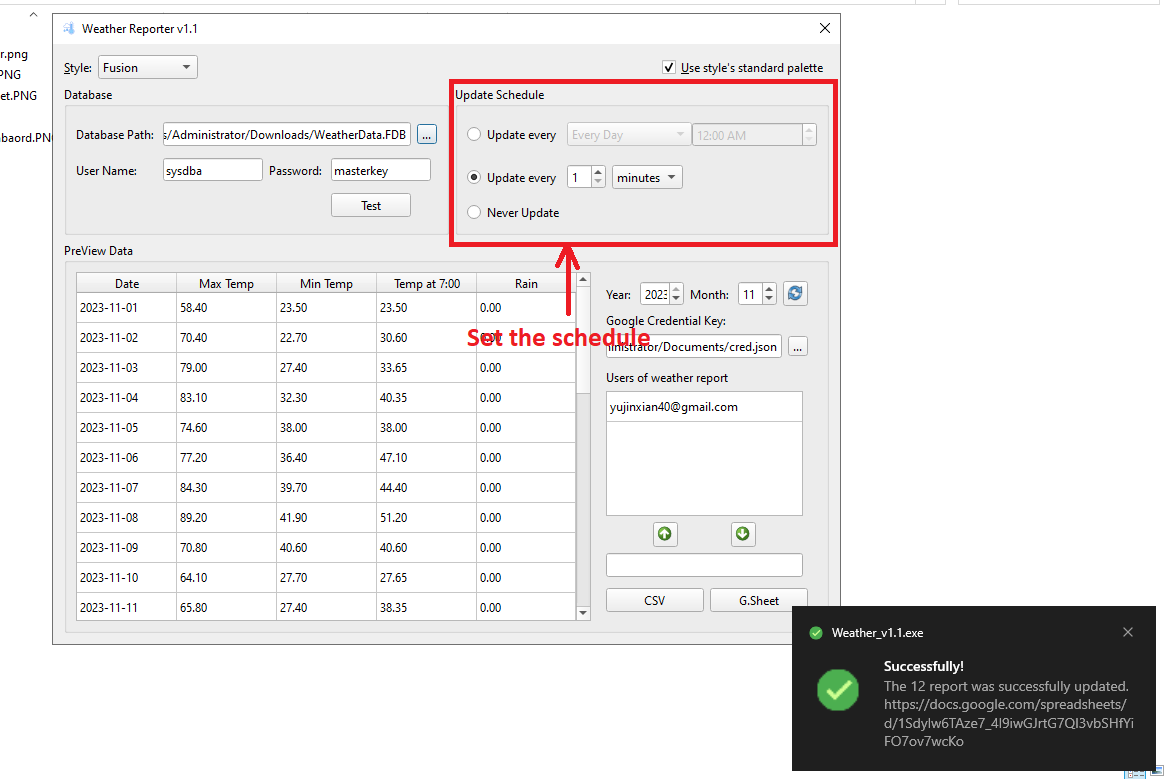 r.png
PNG
et.PNG
baord.PN
Weather Reporter v1.1
Style: Fusion
Use style's standard palette
Database
Database Path: s/Administrator/Downloads/WeatherData.FDB ...
User Name: sysdba Password: masterkey
Test
Update Schedule
Update every Every Day 12:00 AM
Update every 1 minutes
Never Update
Set the schedule
PreView Data
Date Max Temp Min Temp Temp at 7:00 Rain
2023-11-01 58.40 23.50 23.50 0.00
2023-11-02 70.40 22.70 30.60 0.00
2023-11-03 79.00 27.40 33.65 0.00
2023-11-04 83.10 32.30 40.35 0.00
2023-11-05 74.60 38.00 38.00 0.00
2023-11-06 77.20 36.40 47.10 0.00
2023-11-07 84.30 39.70 44.40 0.00
2023-11-08 89.20 41.90 51.20 0.00
2023-11-09 70.80 40.60 40.60 0.00
2023-11-10 64.10 27.70 27.65 0.00
2023-11-11 65.80 27.40 38.35 0.00
Year: 2023 Month: 11
Google Credential Key:
inistrator/Documents/cred.json ...
Users of weather report
yujinxian40@gmail.com
CSV G.Sheet
Weather_v1.1.exe
Successfully!
The 12 report was successfully updated.
https://docs.google.com/spreadsheets/
d/1Sdylw6TAze7_4l9iwGJrtG7QI3vbSHfYi
FO7ov7wcKo